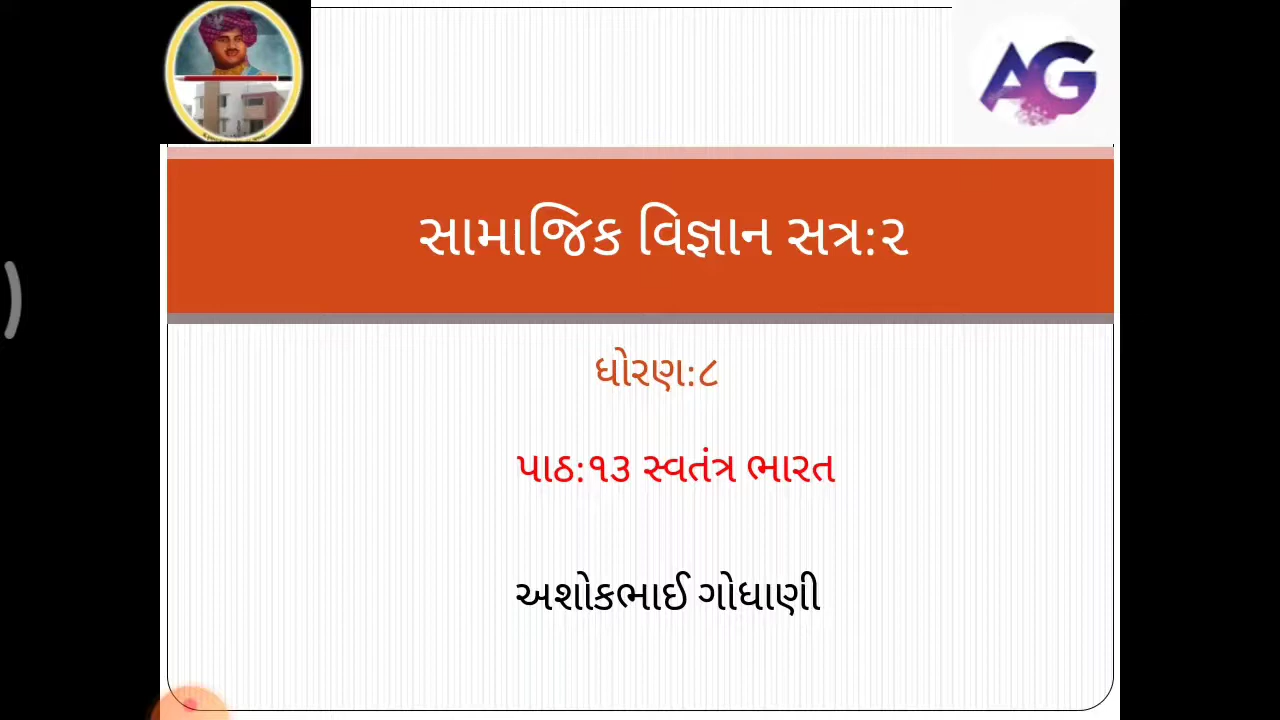 AG
સામાજિક વિજ્ઞાન સત્ર:૨
ધોરણ:૮
પાઠ:૧૩ સ્વતંત્ર ભારત
અશોકભાઈ ગોધાણી